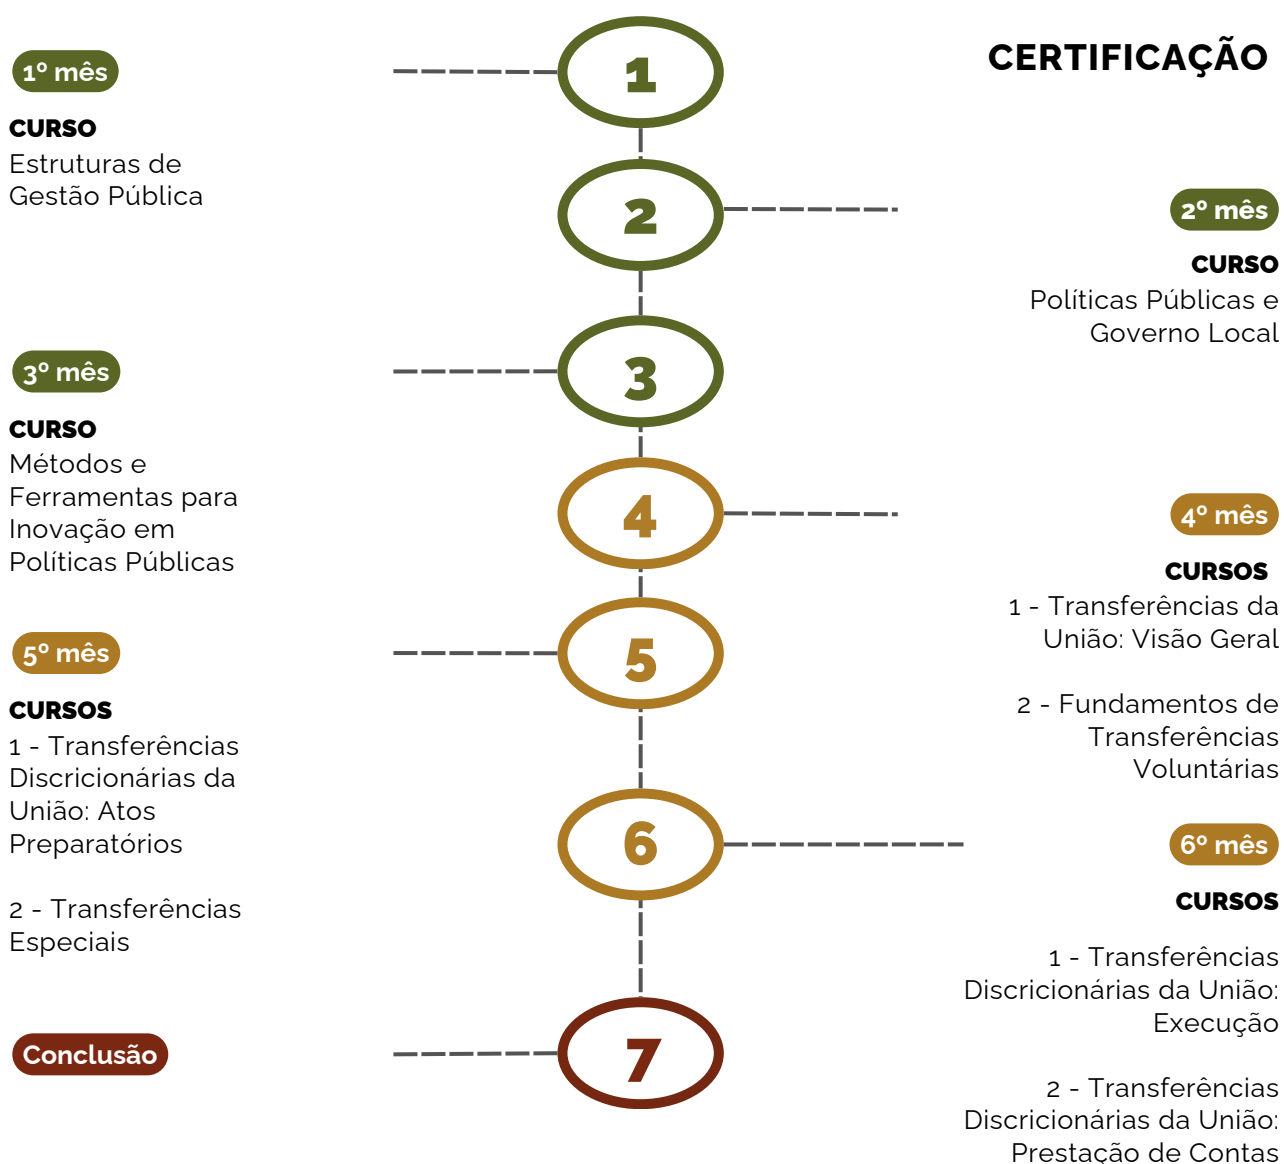 CERTIFICAÇÃO
1º mês
1
CURSO
Estruturas de
Gestão Pública
2
2º mês
CURSO
Políticas Públicas e
Governo Local
3º mês
3
CURSO
Métodos e
Ferramentas para
Inovação em
Políticas Públicas
4
4º mês
CURSOS
1 - Transferências da
União: Visão Geral
2 - Fundamentos de
Transferências
Voluntárias
5º mês
5
CURSOS
1 - Transferências
Discricionárias da
União: Atos
Preparatórios
2 - Transferências
Especiais
6
6º mês
CURSOS
1 - Transferências
Discricionárias da União:
Execução
2 - Transferências
Discricionárias da União:
Prestação de Contas
Conclusão
7